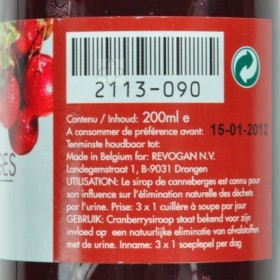 2113-090
Contenu / Inhoud: 200ml e
A consommer de préférence avant: 15-01-2012
Tenminste houdbaar tot:
Made in Belgium for: REVOGAN N.V.
Landegemstraat 1, B-9031 Drongen
UTILISATION: Le sirop de canneberges est connu pour
son influence sur l'élimination naturelle des déchets
par l'urine. Prise: 3 x 1 cuillère à soupe par jour
GEBRUIK: Cranberrysiroop staat bekend voor zijn
invloed op een natuurlijke eliminatie van afvalstoffen
met de urine. Inname: 3 x 1 soeplepel per dag
SES